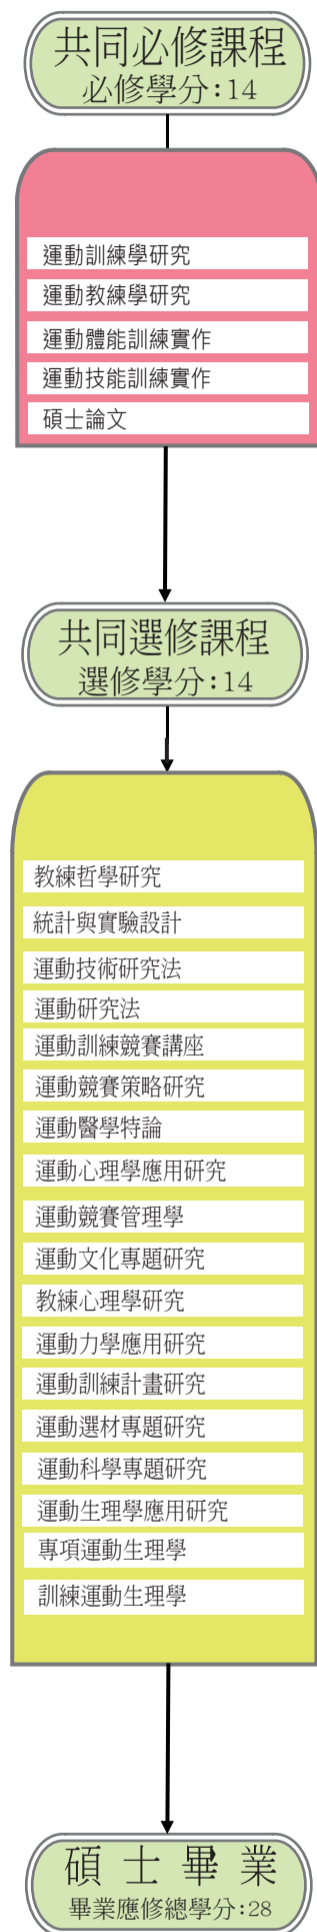 共同必修課程
必修學分:14
運動訓練學研究
運動教練學研究
運動體能訓練實作
運動技能訓練實作
碩士論文
共同選修課程
選修學分:14
教練哲學研究
統計與實驗設計
運動技術研究法
運動研究法
運動訓練競賽講座
運動競賽策略研究
運動醫學特論
運動心理學應用研究
運動競賽管理學
運動文化專題研究
教練心理學研究
運動力學應用研究
運動訓練計畫研究
運動選材專題研究
運動科學專題研究
運動生理學應用研究
專項運動生理學
訓練運動生理學
碩士畢業
畢業應修總學分:28